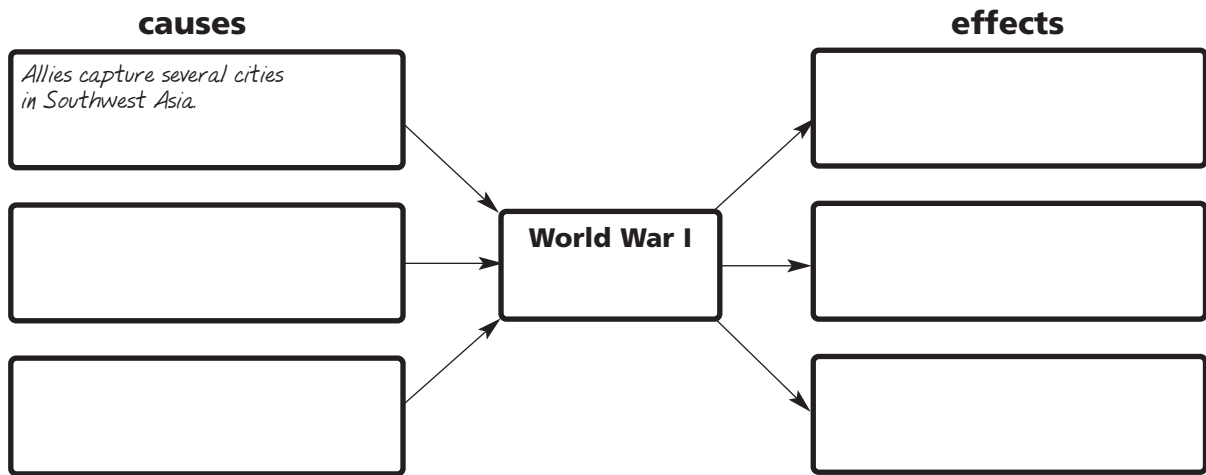 causes
effects
Allies capture several cities
in Southwest Asia.
World War I